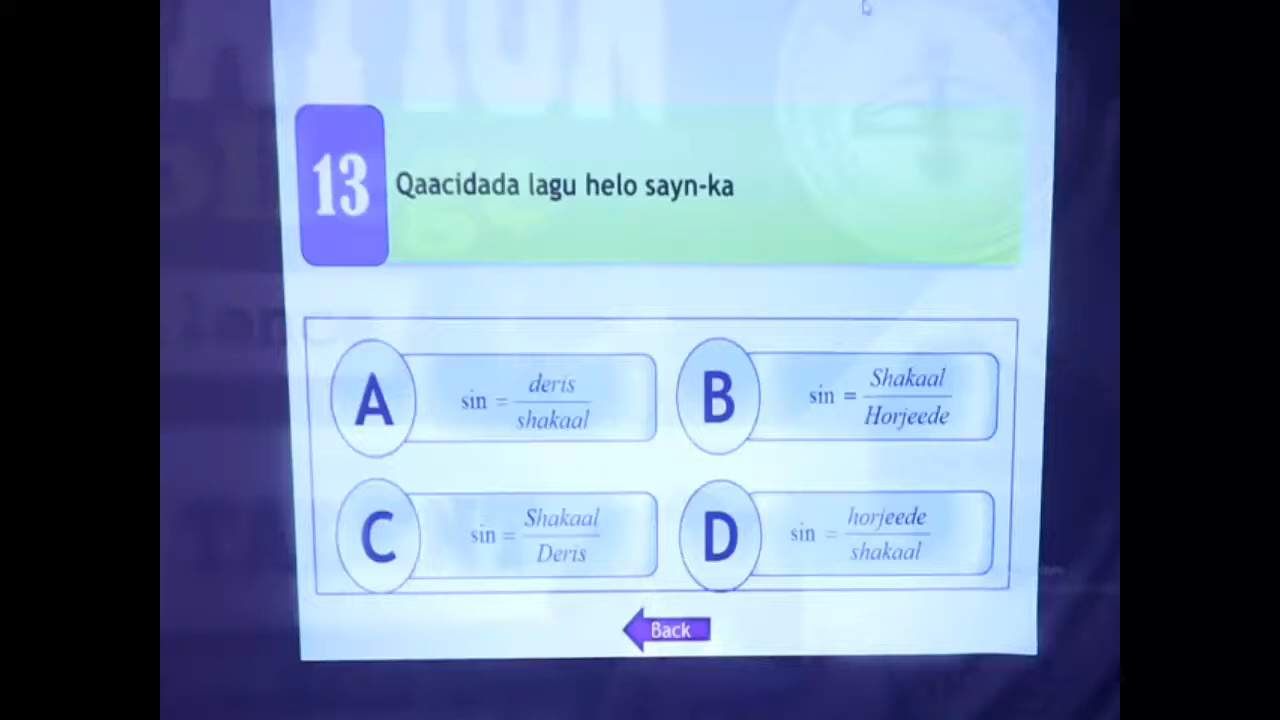 13
Qaacidada lagu helo sayn-ka
A
sin = deris / shakaal
B
sin = Shakaal / Horjeede
C
sin = Shakaal / Deris
D
sin = horjeede / shakaal
Back